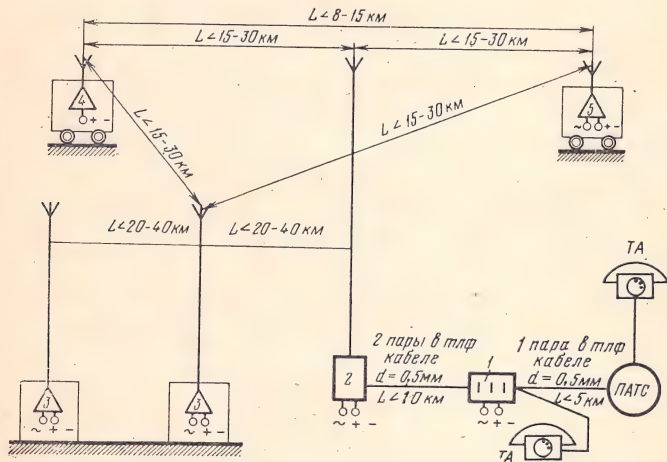 L<8-15 км
L<15-30 км
L<15-30 км
4
+ -
5
~ + -
L<15-30 км
L<15-30 км
L<20-40 км
L<20-40 км
ТА
2 пары в тлф
кабеле
d=0,5мм
L<10 км
1 пара в тлф
кабеле
d=0,5мм
L<5 км
1
2
ПАТС
3
~ + -
3
~ + -
~ + -
~ + -
ТА